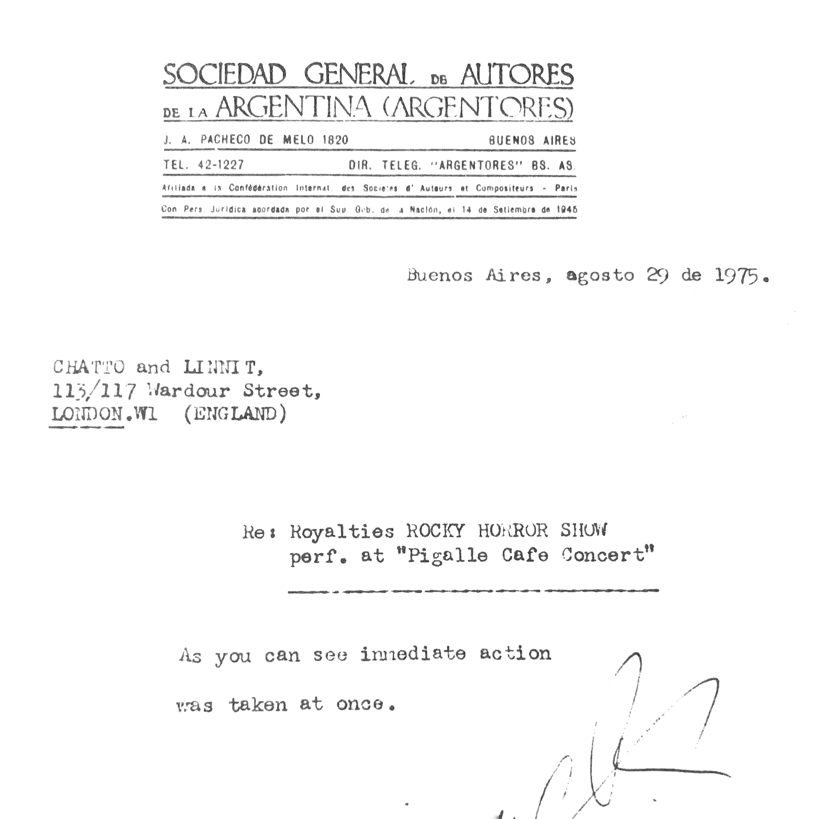 SOCIEDAD GENERAL DE AUTORES
DE LA ARGENTINA (ARGENTORES)
J. A. PACHECO DE MELO 1820 BUENOS AIRES
TEL. 42-1227 DIR. TELEG. "ARGENTORES" BS. AS.
Afiliada a la Confédération Internat. des Sociétés d' Auteurs et Compositeurs - Paris
Con Pers. Jurídica acordada por el Sup. Gob. de la Nación, el 14 de Setiembre de 1945
Buenos Aires, agosto 29 de 1975.
CHATTO and LINNIT,
113/117 Wardour Street,
LONDON.W1 (ENGLAND)
Re: Royalties ROCKY HORROR SHOW
perf. at "Pigalle Cafe Concert"
As you can see inmediate action
was taken at once.